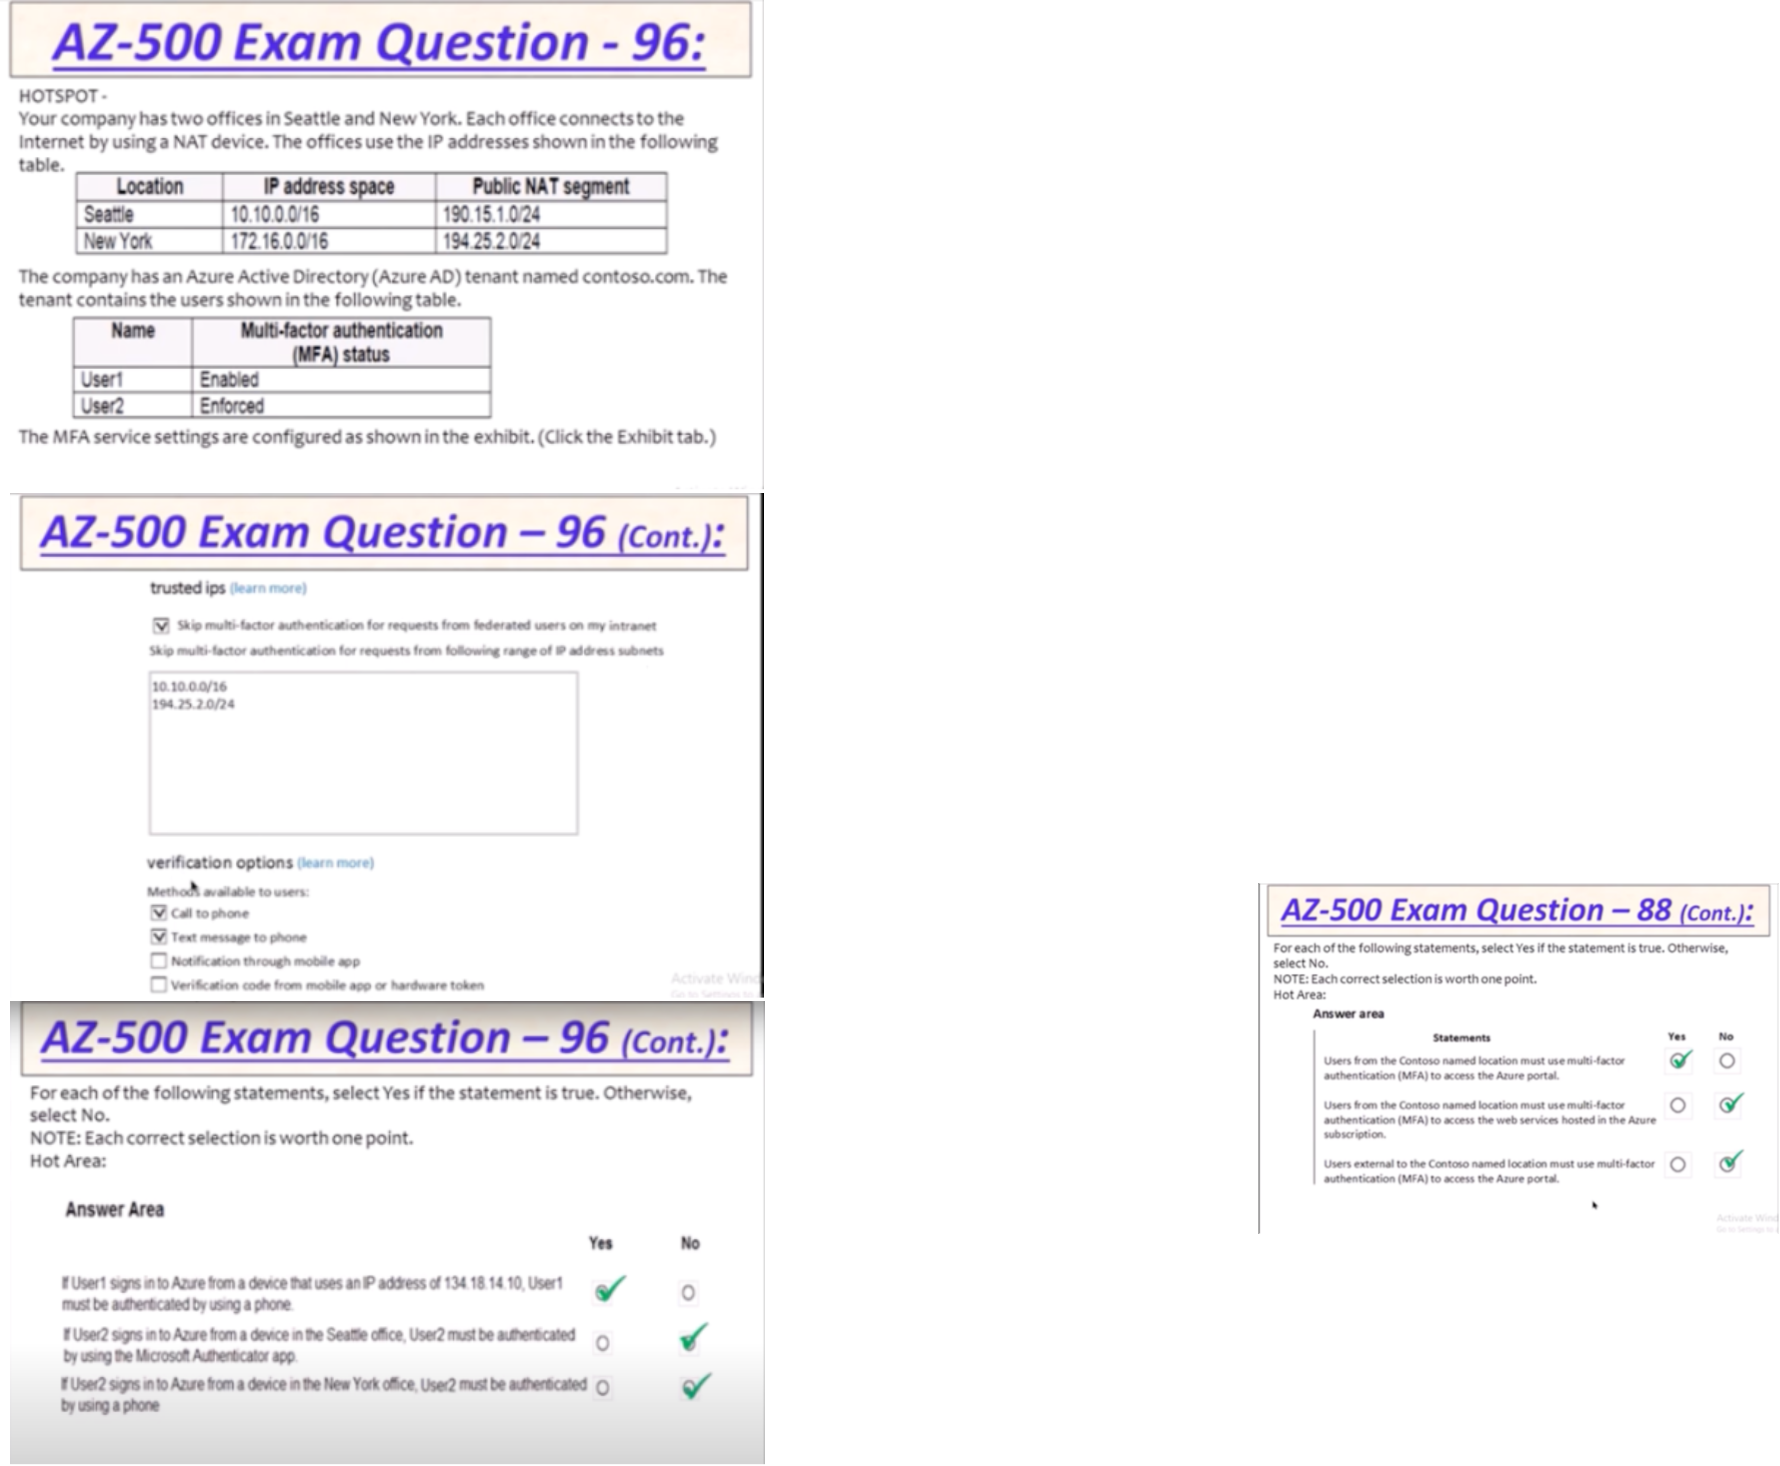 AZ-500 Exam Question - 96:
HOTSPOT -
Your company has two offices in Seattle and New York. Each office connects to the
Internet by using a NAT device. The offices use the IP addresses shown in the following
table.
Location IP address space Public NAT segment
Seattle 10.10.0.0/16 190.15.1.0/24
New York 172.16.0.0/16 194.25.2.0/24
The company has an Azure Active Directory (Azure AD) tenant named contoso.com. The
tenant contains the users shown in the following table.
Name Multi-factor authentication
(MFA) status
User1 Enabled
User2 Enforced
The MFA service settings are configured as shown in the exhibit. (Click the Exhibit tab.)
AZ-500 Exam Question – 96 (Cont.):
trusted ips (learn more)
Skip multi-factor authentication for requests from federated users on my intranet
Skip multi-factor authentication for requests from following range of IP address subnets
10.10.0.0/16
194.25.2.0/24
verification options (learn more)
Methods available to users:
Call to phone
Text message to phone
Notification through mobile app
Verification code from mobile app or hardware token
Activate Wind
Go to Settings to
AZ-500 Exam Question – 96 (Cont.):
For each of the following statements, select Yes if the statement is true. Otherwise,
select No.
NOTE: Each correct selection is worth one point.
Hot Area:
Answer Area
Yes No
If User1 signs in to Azure from a device that uses an IP address of 134.18.14.10, User1
must be authenticated by using a phone.
If User2 signs in to Azure from a device in the Seattle office, User2 must be authenticated
by using the Microsoft Authenticator app.
If User2 signs in to Azure from a device in the New York office, User2 must be authenticated
by using a phone
AZ-500 Exam Question – 88 (Cont.):
For each of the following statements, select Yes if the statement is true. Otherwise,
select No.
NOTE: Each correct selection is worth one point.
Hot Area:
Answer area
Statements Yes No
Users from the Contoso named location must use multi-factor
authentication (MFA) to access the Azure portal.
Users from the Contoso named location must use multi-factor
authentication (MFA) to access the web services hosted in the Azure
subscription.
Users external to the Contoso named location must use multi-factor
authentication (MFA) to access the Azure portal.
Activate Wind
Go to Settings to